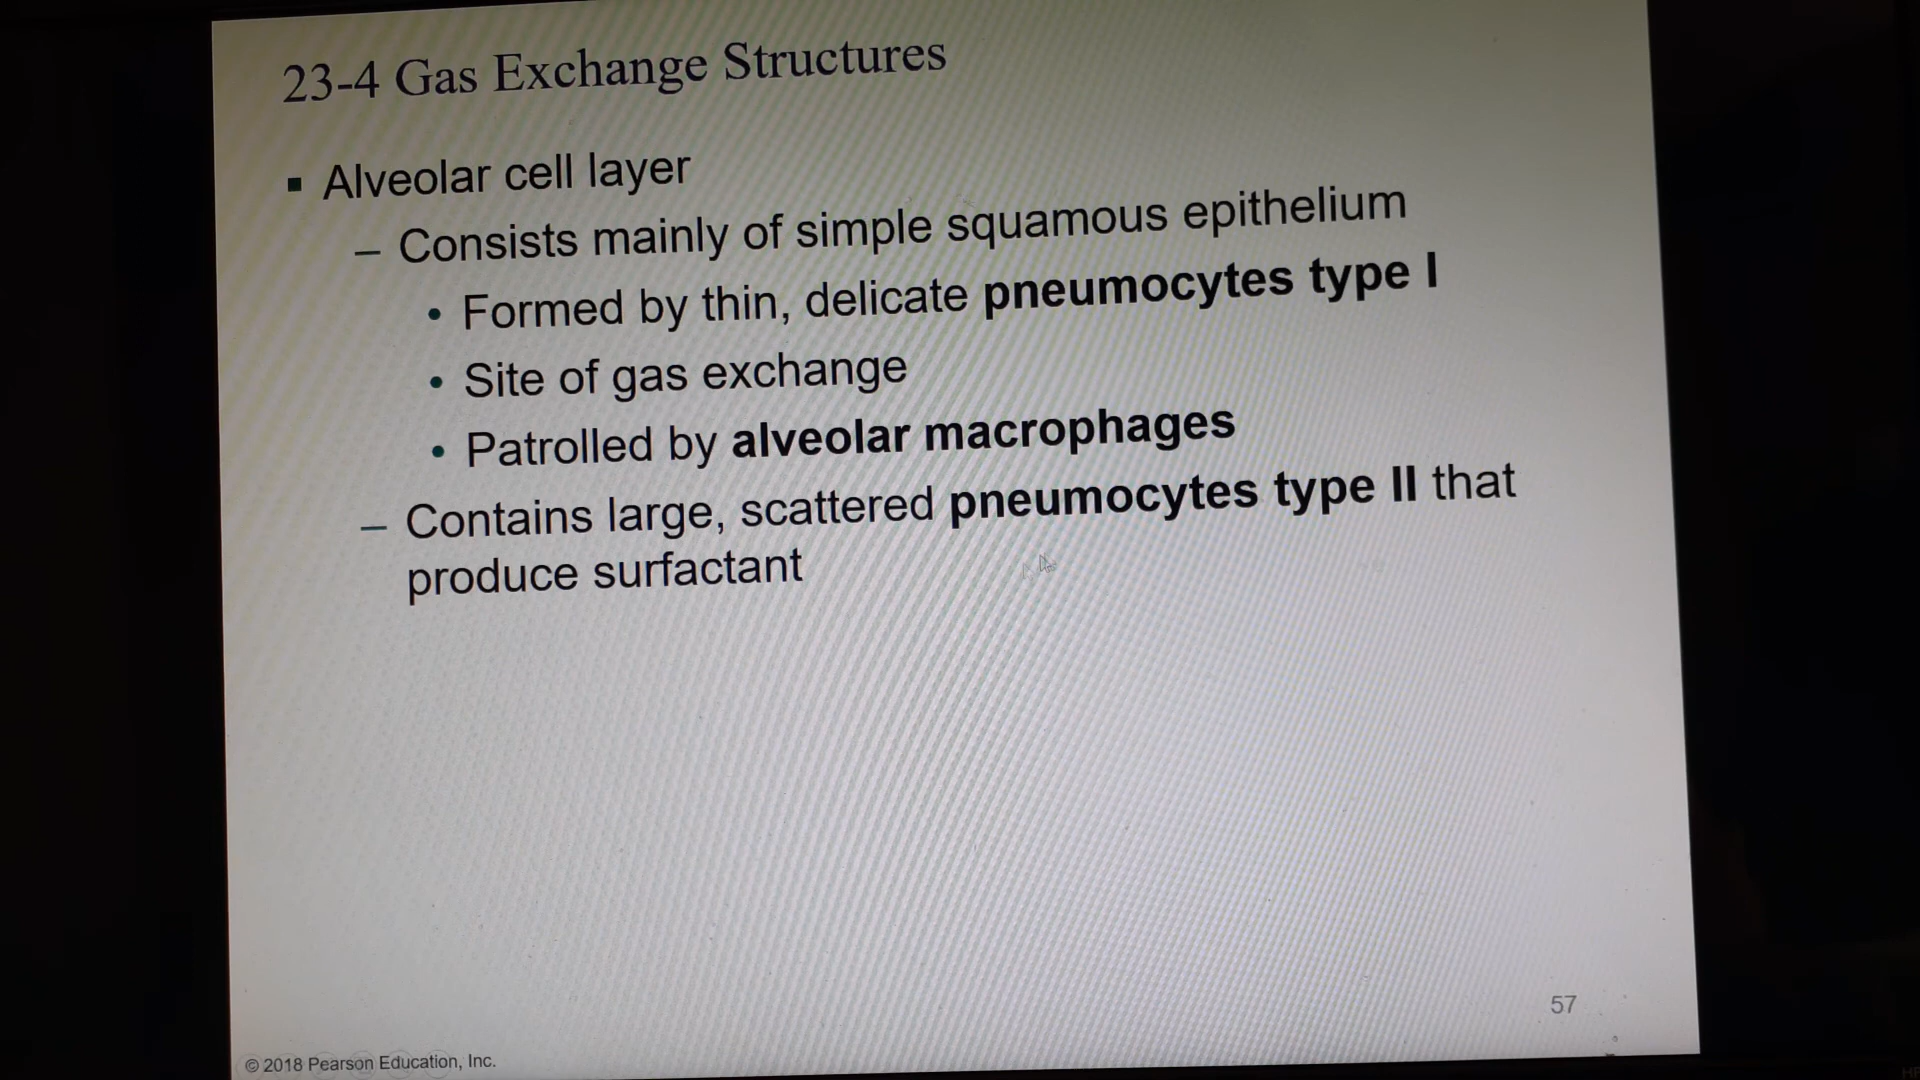 23-4 Gas Exchange Structures
▪ Alveolar cell layer
– Consists mainly of simple squamous epithelium
• Formed by thin, delicate pneumocytes type I
• Site of gas exchange
• Patrolled by alveolar macrophages
– Contains large, scattered pneumocytes type II that
produce surfactant
57
© 2018 Pearson Education, Inc.